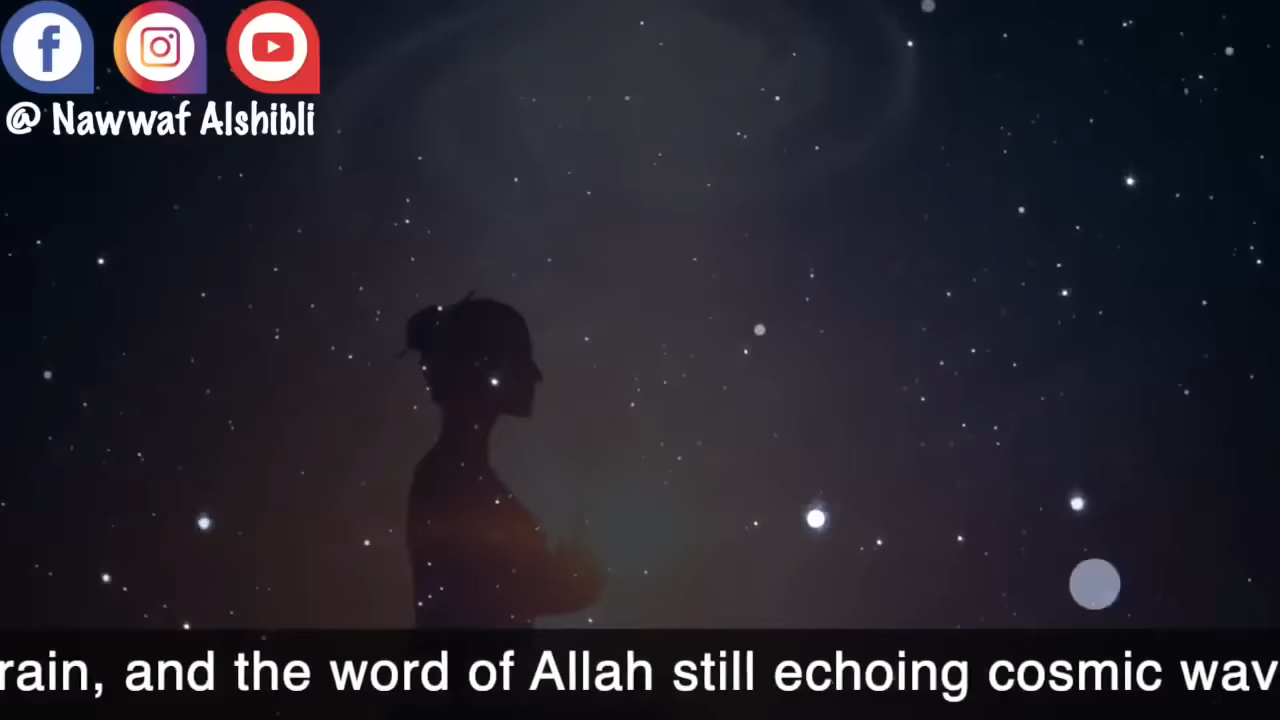 @ Nawwaf Alshibli
rain, and the word of Allah still echoing cosmic wav